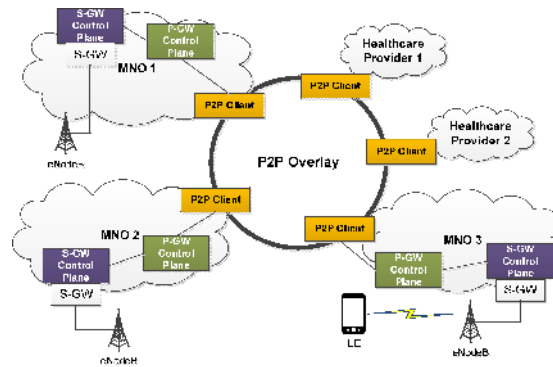 S-GW
Control
Plane
S-GW
MNO 1
P-GW
Control
Plane
P2P Client
P2P Client
Healthcare
Provider 1
P2P Client
Healthcare
Provider 2
eNodeB
P2P Overlay
P2P Client
MNO 2
S-GW
Control
Plane
S-GW
P-GW
Control
Plane
eNodeB
P2P Client
MNO 3
P-GW
Control
Plane
S-GW
Control
Plane
S-GW
UE
eNodeB